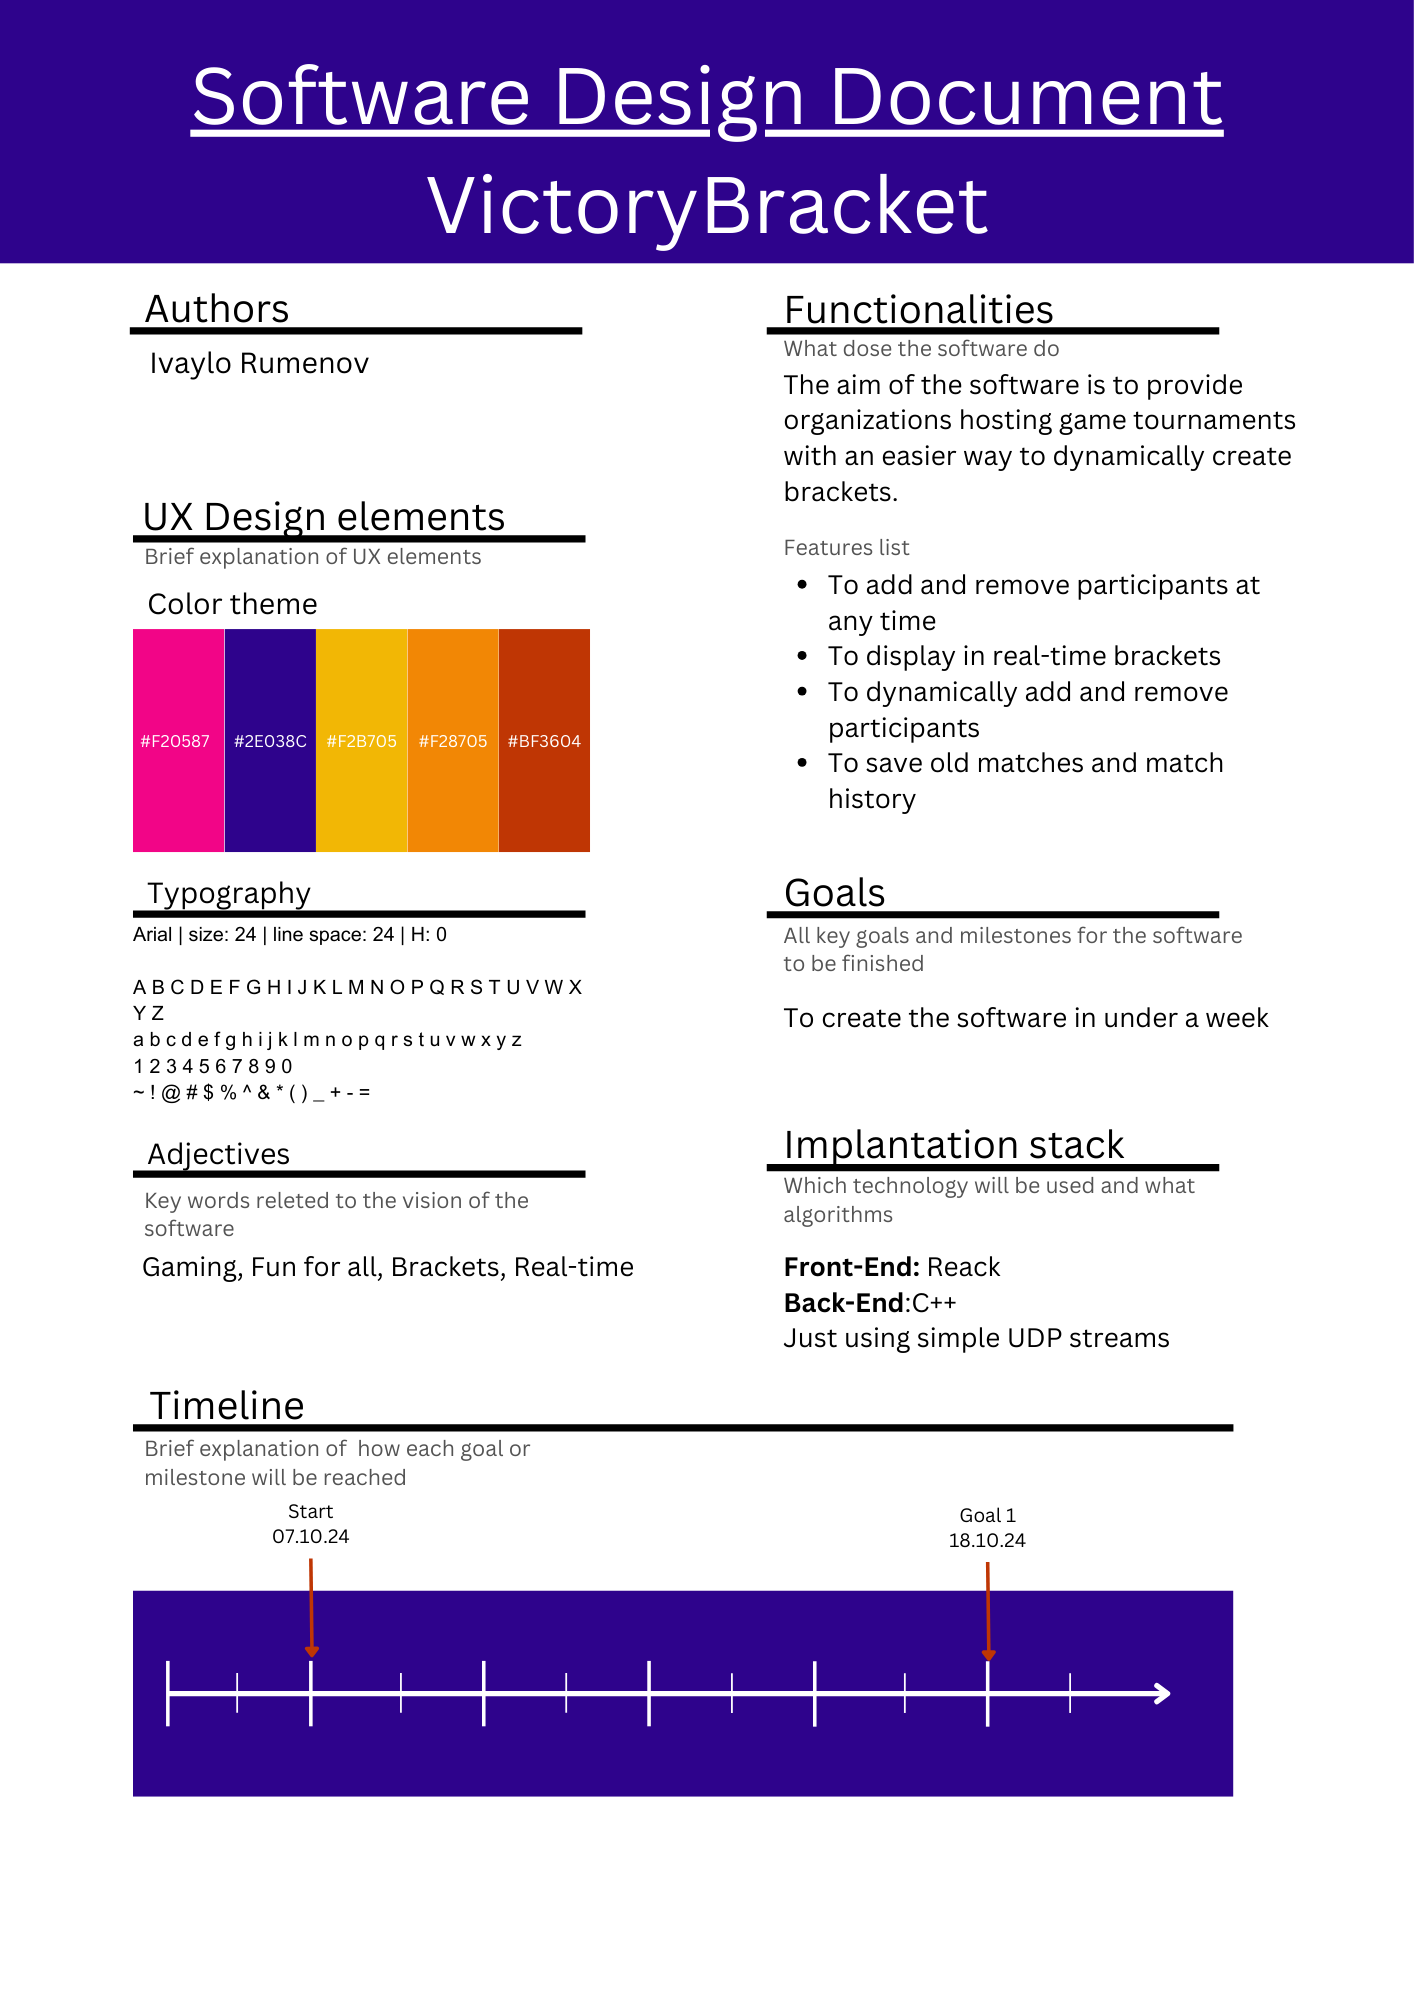 Software Design Document
VictoryBracket
Authors
Ivaylo Rumenov
UX Design elements
Brief explanation of UX elements
Color theme
#F20587 #2E038C #F2B705 #F28705 #BF3604
Typography
Arial | size: 24 | line space: 24 | H: 0
A B C D E F G H I J K L M N O P Q R S T U V W X
Y Z
a b c d e f g h i j k l m n o p q r s t u v w x y z
1 2 3 4 5 6 7 8 9 0
~ ! @ # $ % ^ & * ( ) _ + - =
Adjectives
Key words releted to the vision of the
software
Gaming, Fun for all, Brackets, Real-time
Functionalities
What dose the software do
The aim of the software is to provide
organizations hosting game tournaments
with an easier way to dynamically create
brackets.
Features list
• To add and remove participants at
any time
• To display in real-time brackets
• To dynamically add and remove
participants
• To save old matches and match
history
Goals
All key goals and milestones for the software
to be finished
To create the software in under a week
Implantation stack
Which technology will be used and what
algorithms
Front-End: Reack
Back-End:C++
Just using simple UDP streams
Timeline
Brief explanation of  how each goal or
milestone will be reached
Start
07.10.24
Goal 1
18.10.24